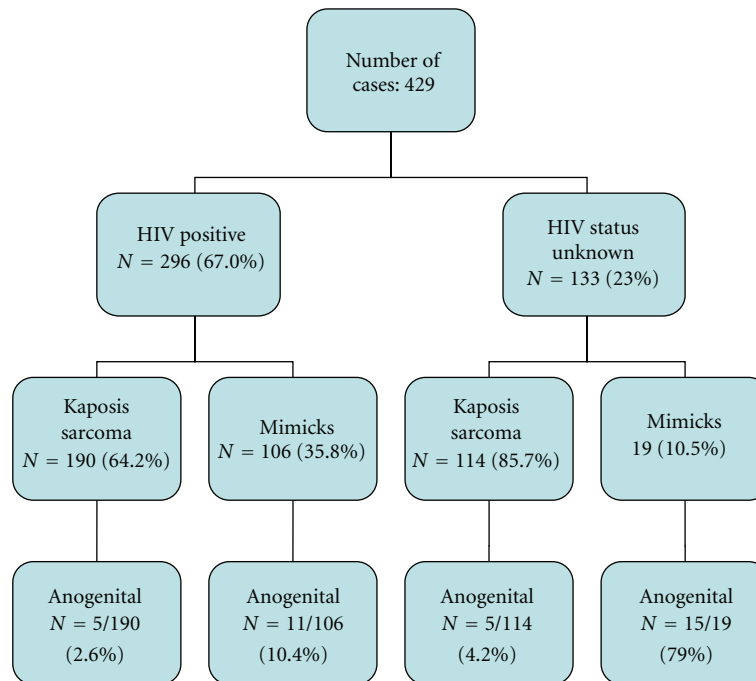 Number of
cases: 429
HIV positive
N = 296 (67.0%)
HIV status
unknown
N = 133 (23%)
Kaposis
sarcoma
N = 190 (64.2%)
Mimicks
N = 106 (35.8%)
Kaposis
sarcoma
N = 114 (85.7%)
Mimicks
19 (10.5%)
Anogenital
N = 5/190
(2.6%)
Anogenital
N = 11/106
(10.4%)
Anogenital
N = 5/114
(4.2%)
Anogenital
N = 15/19
(79%)